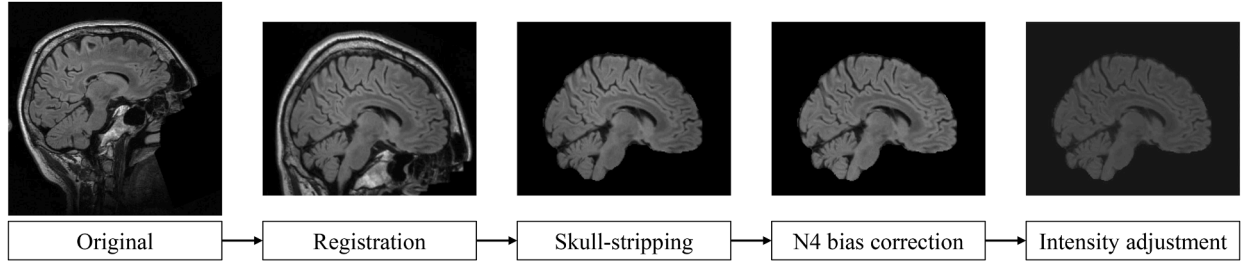 Original
Registration
Skull-stripping
N4 bias correction
Intensity adjustment